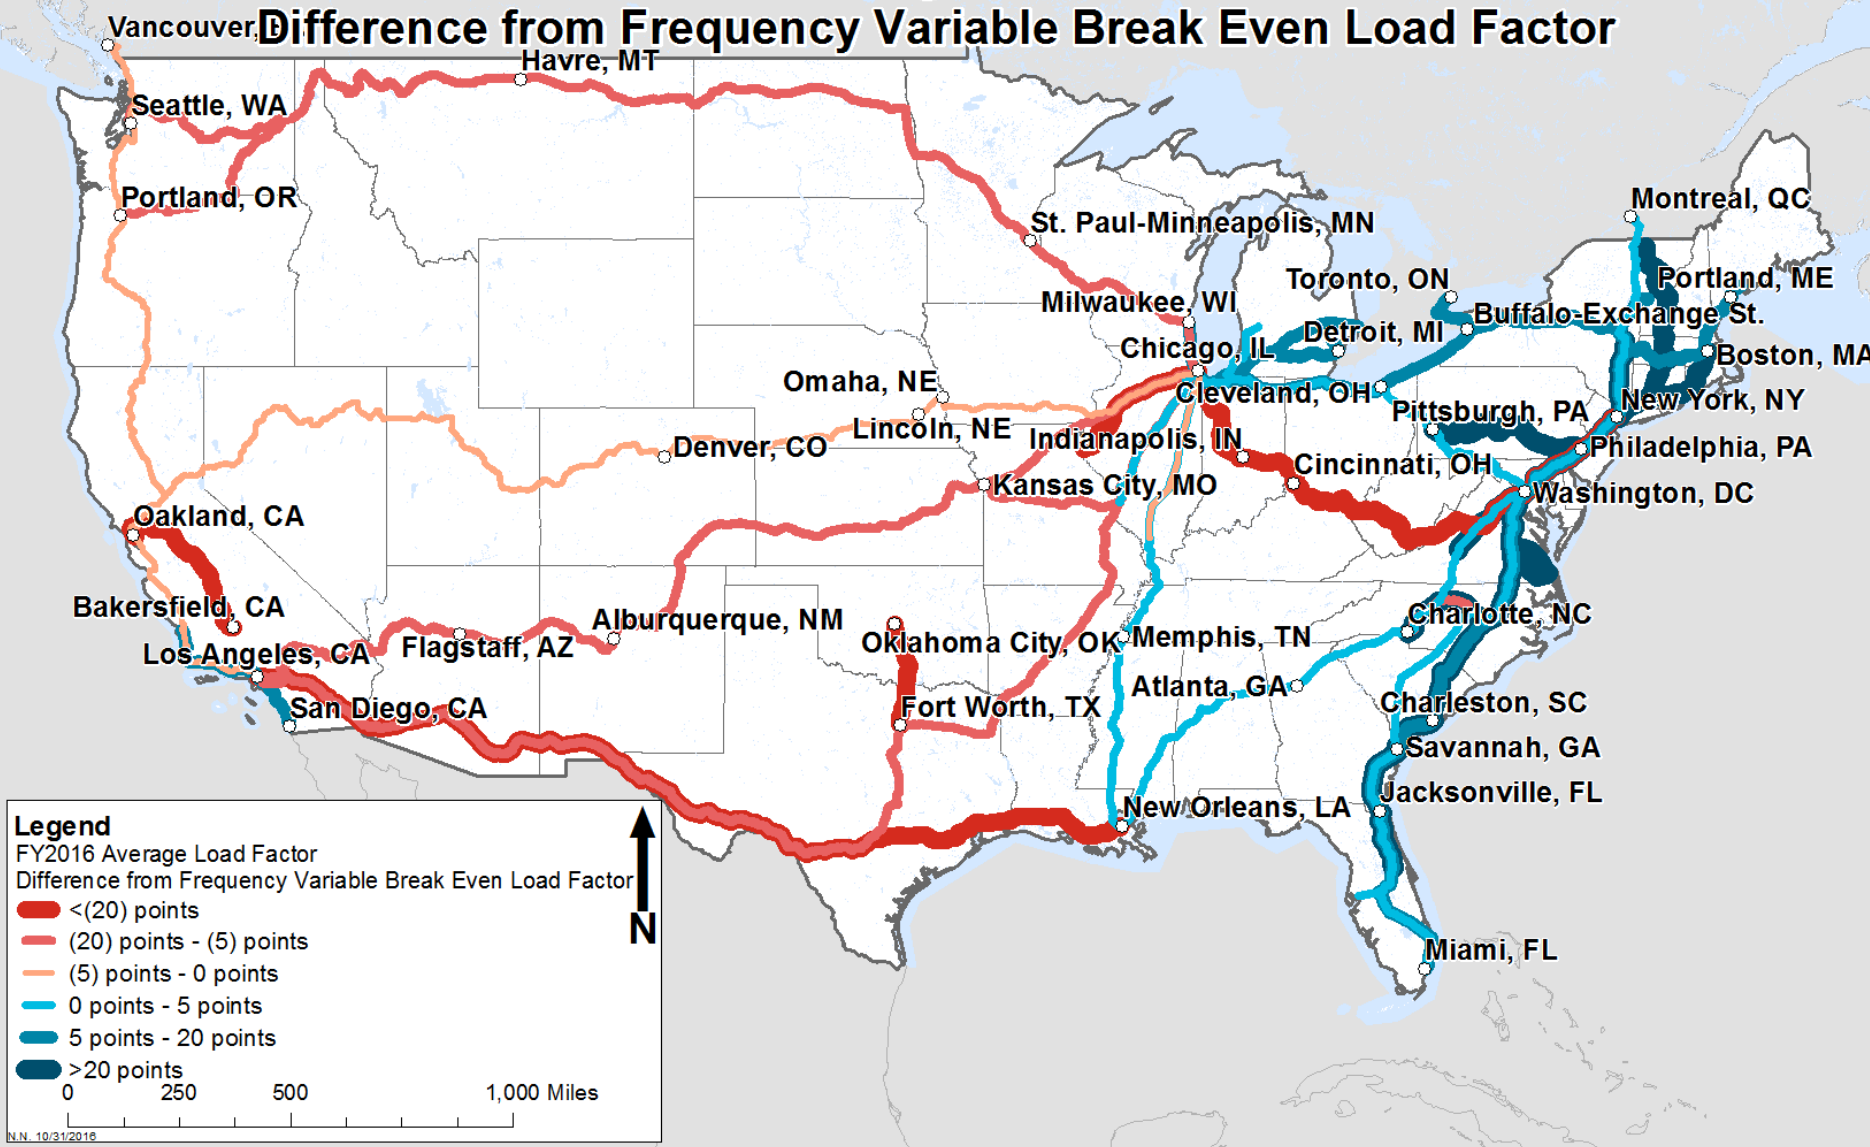 Difference from Frequency Variable Break Even Load Factor
Vancouver,
Havre, MT
Seattle, WA
Portland, OR
St. Paul-Minneapolis, MN
Montreal, QC
Toronto, ON
Portland, ME
Milwaukee, WI
Buffalo-Exchange St.
Detroit, MI
Chicago, IL
Boston, MA
Omaha, NE
Cleveland, OH
New York, NY
Pittsburgh, PA
Lincoln, NE
Indianapolis, IN
Denver, CO
Philadelphia, PA
Cincinnati, OH
Kansas City, MO
Washington, DC
Oakland, CA
Bakersfield, CA
Alburquerque, NM
Charlotte, NC
Oklahoma City, OK
Memphis, TN
Los Angeles, CA
Flagstaff, AZ
Atlanta, GA
San Diego, CA
Fort Worth, TX
Charleston, SC
Savannah, GA
Jacksonville, FL
New Orleans, LA
Miami, FL
Legend
FY2016 Average Load Factor
Difference from Frequency Variable Break Even Load Factor
<(20) points
(20) points - (5) points
(5) points - 0 points
0 points - 5 points
5 points - 20 points
>20 points
N
0 250 500 1,000 Miles
N.N. 10/31/2016